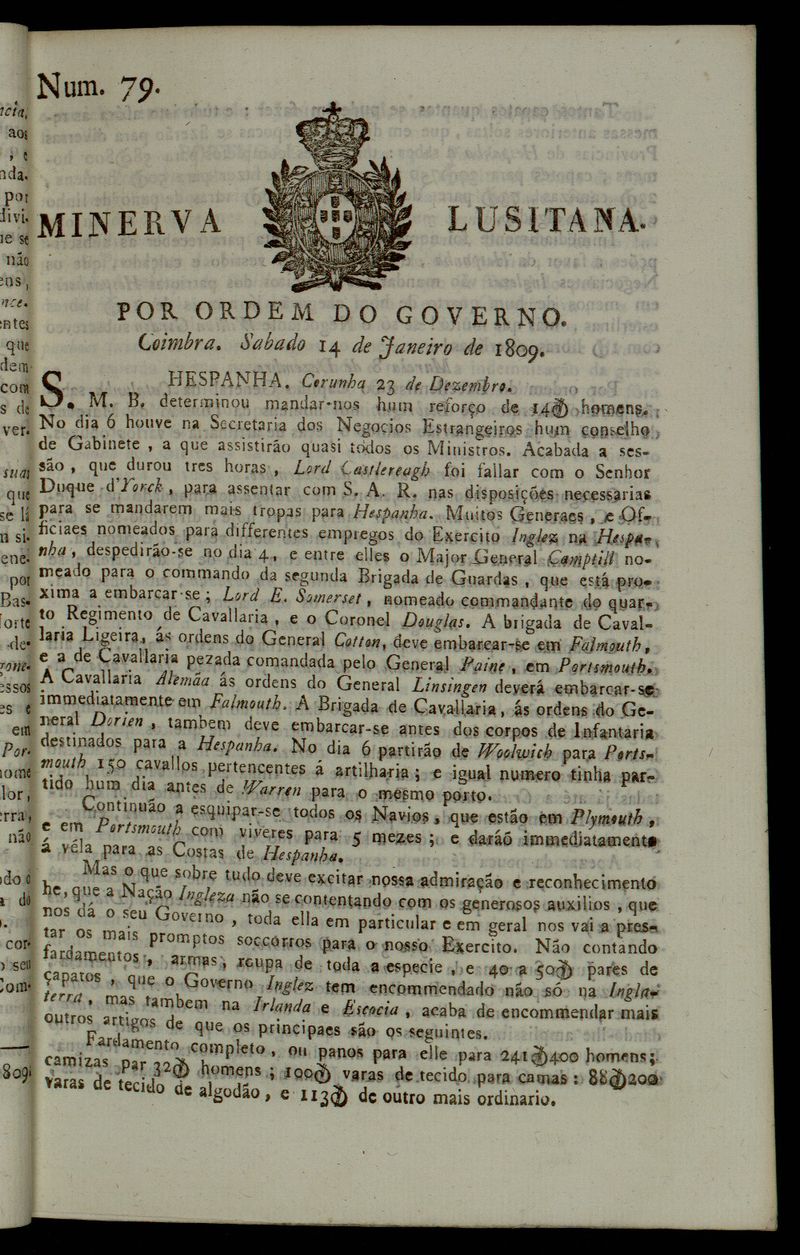 Num. 79.
MINERVA LUSITANA.
POR ORDEM DO GOVERNO.
Coimbra. Sabado 14 de Janeiro de 1809.
HESPANHA. Corunha 23 de Dezembro.
S. M. B. determinou mandar-nos hum reforço de 14☿ homens.
No dia 6 houve na Secretaria dos Negocios Estrangeiros hum conselho
de Gabinete , a que assistirão quasi todos os Ministros. Acabada a ses-
são , que durou tres horas , Lord Castlereagh foi fallar com o Senhor
Duque d'Yorck , para assentar com S. A. R. nas disposições necessarias
para se mandarem mais tropas para Hespanha. Muitos Generaes , e Of-
ficiaes nomeados para differentes empregos do Exercito Inglez na Hespa-
nha , despedirão-se no dia 4 , e entre elles o Major General Camptill no-
meado para o commando da segunda Brigada de Guardas , que está pro-
xima a embarcar-se ; Lord E. Somerset , nomeado commandante do quar-
to Regimento de Cavallaria , e o Coronel Douglas. A brigada de Caval-
laria Ligeira, ás ordens do General Cotton, deve embarcar-se em Falmouth ,
e a de Cavallaria pezada comandada pelo General Paine , em Portsmouth.
A Cavallaria Alemãa ás ordens do General Linsingen deverá embarcar-se
immediatamente em Falmouth. A Brigada de Cavallaria, ás ordens do Ge-
neral Dorien , tambem deve embarcar-se antes dos corpos de Infantaria
destinados para a Hespanha. No dia 6 partirão de Woolwich para Ports-
mouth 150 cavallos pertencentes á artilharia ; e igual numero tinha par-
tido hum dia antes de Warren para o mesmo porto.
Continuão a esquipar-se todos os Navios , que estão em Plymouth ,
e em Portsmouth com viveres para 5 mezes ; e daráõ immediatamente
á vela para as Costas de Hespanha.
Mas o que sobre tudo deve excitar nossa admiração e reconhecimento
he, que a Nação Ingleza não se contentando com os generosos auxilios , que
nos dá o seu Governo , toda ella em particular e em geral nos vai a pres-
tar os mais promptos soccorros para o nosso Exercito. Não contando
fardamentos , armas , roupa de toda a especie , e 40 a 50☿ pares de
çapatos , que o Governo Inglez tem encommendado não só na Ingla-
terra , mas tambem na Irlanda e Escocia , acaba de encommendar mais
outros artigos de que os principaes são os seguintes.
Fardamento completo , ou panos para elle para 241☿400 homens ;
camizas par 32☿ homens ; 100☿ varas de tecido para camas : 88☿200
varas de tecido de algodão , e 113☿ de outro mais ordinario.